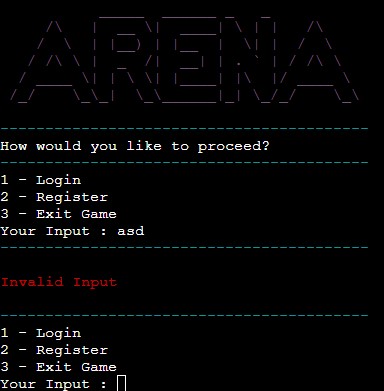 ARENA
How would you like to proceed?
1 - Login
2 - Register
3 - Exit Game
Your Input : asd
Invalid Input
1 - Login
2 - Register
3 - Exit Game
Your Input :